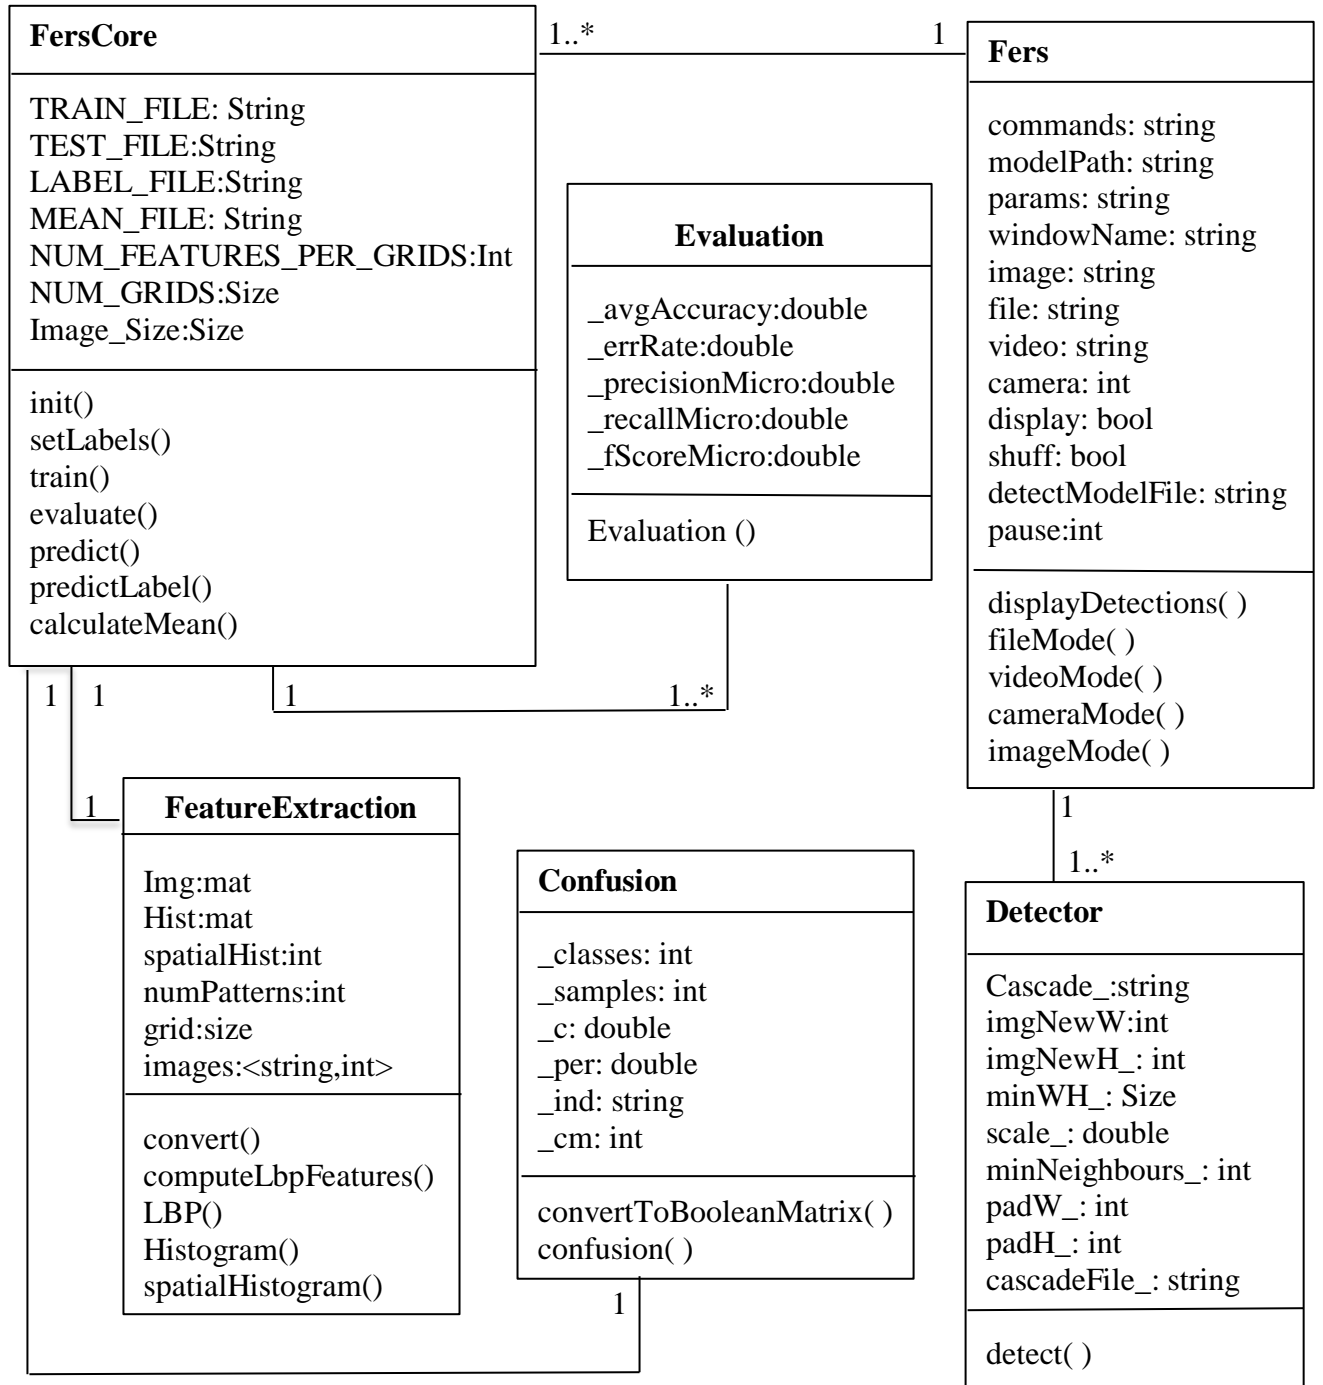 FersCore
TRAIN_FILE: String
TEST_FILE:String
LABEL_FILE:String
MEAN_FILE: String
NUM_FEATURES_PER_GRIDS:Int
NUM_GRIDS:Size
Image_Size:Size
init()
setLabels()
train()
evaluate()
predict()
predictLabel()
calculateMean()
1..*
1
Fers
commands: string
modelPath: string
params: string
windowName: string
image: string
file: string
video: string
camera: int
display: bool
shuff: bool
detectModelFile: string
pause:int
displayDetections( )
fileMode( )
videoMode( )
cameraMode( )
imageMode( )
Evaluation
_avgAccuracy:double
_errRate:double
_precisionMicro:double
_recallMicro:double
_fScoreMicro:double
Evaluation ()
1
1
1
1..*
1
FeatureExtraction
Img:mat
Hist:mat
spatialHist:int
numPatterns:int
grid:size
images:<string,int>
convert()
computeLbpFeatures()
LBP()
Histogram()
spatialHistogram()
Confusion
_classes: int
_samples: int
_c: double
_per: double
_ind: string
_cm: int
convertToBooleanMatrix( )
confusion( )
1
1
1..*
Detector
Cascade_:string
imgNewW:int
imgNewH_: int
minWH_: Size
scale_: double
minNeighbours_: int
padW_: int
padH_: int
cascadeFile_: string
detect( )